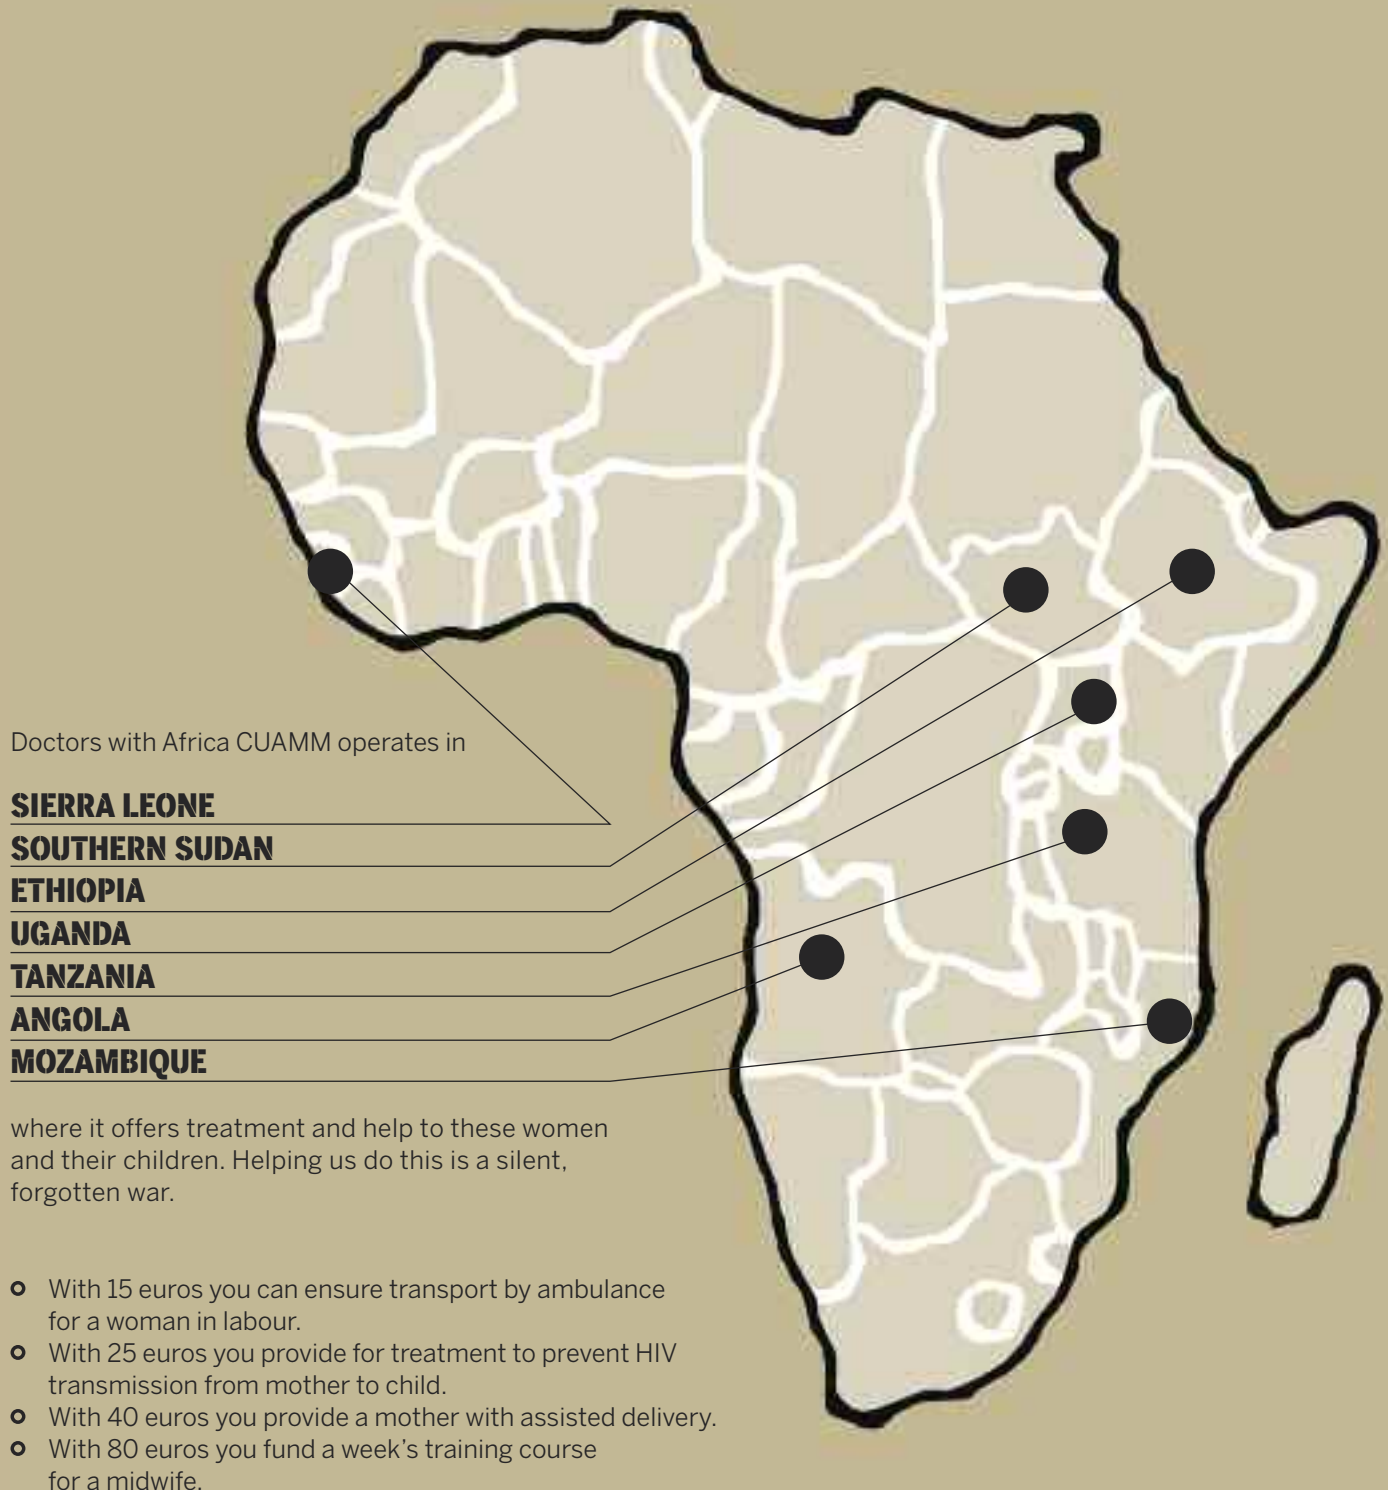 Doctors with Africa CUAMM operates in
SIERRA LEONE
SOUTHERN SUDAN
ETHIOPIA
UGANDA
TANZANIA
ANGOLA
MOZAMBIQUE
where it offers treatment and help to these women
and their children. Helping us do this is a silent,
forgotten war.
With 15 euros you can ensure transport by ambulance
for a woman in labour.
With 25 euros you provide for treatment to prevent HIV
transmission from mother to child.
With 40 euros you provide a mother with assisted delivery.
With 80 euros you fund a week's training course
for a midwife.